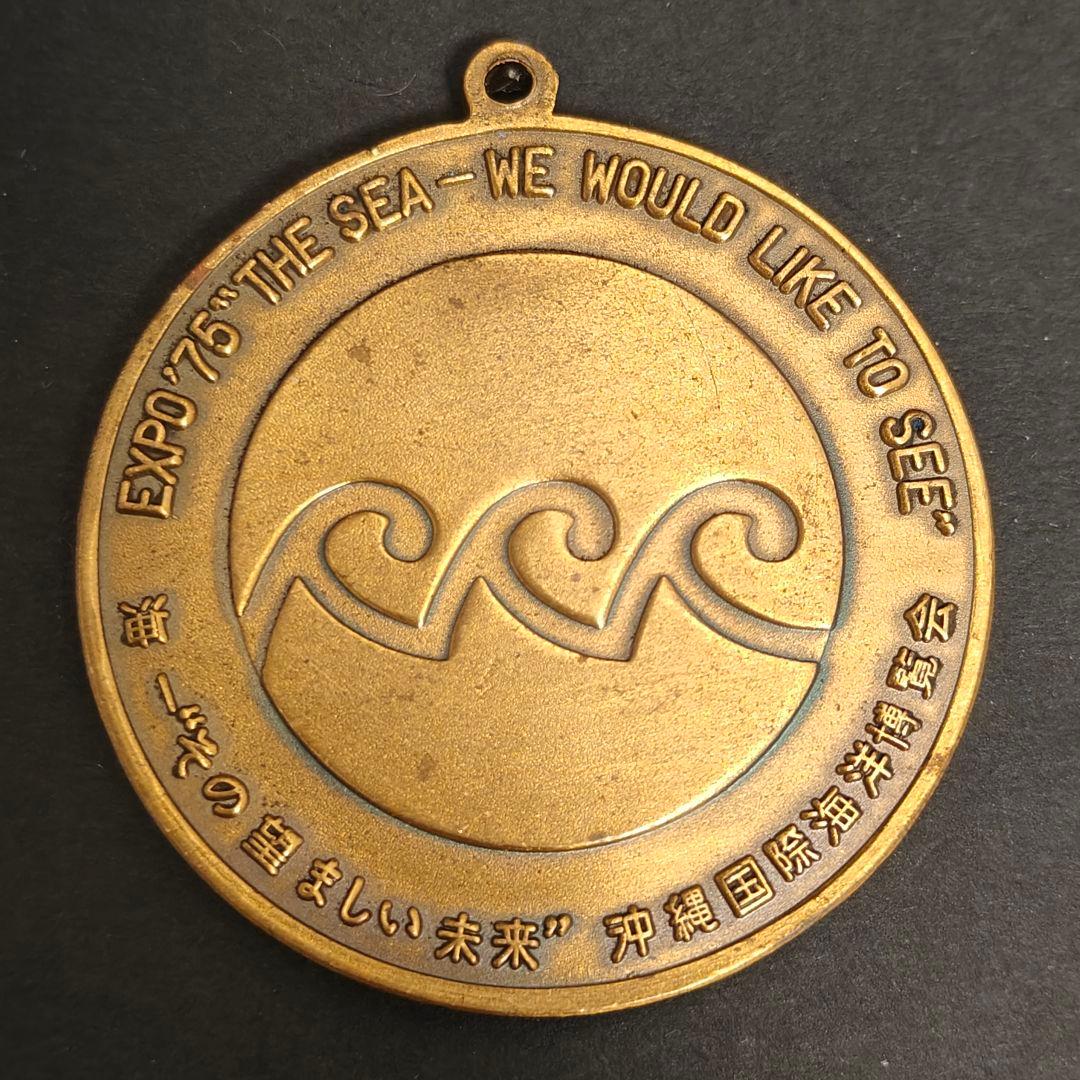 EXPO'75 "THE SEA–WE WOULD LIKE TO SEE"
海ー"その望ましい未来" 沖縄国際海洋博覧会